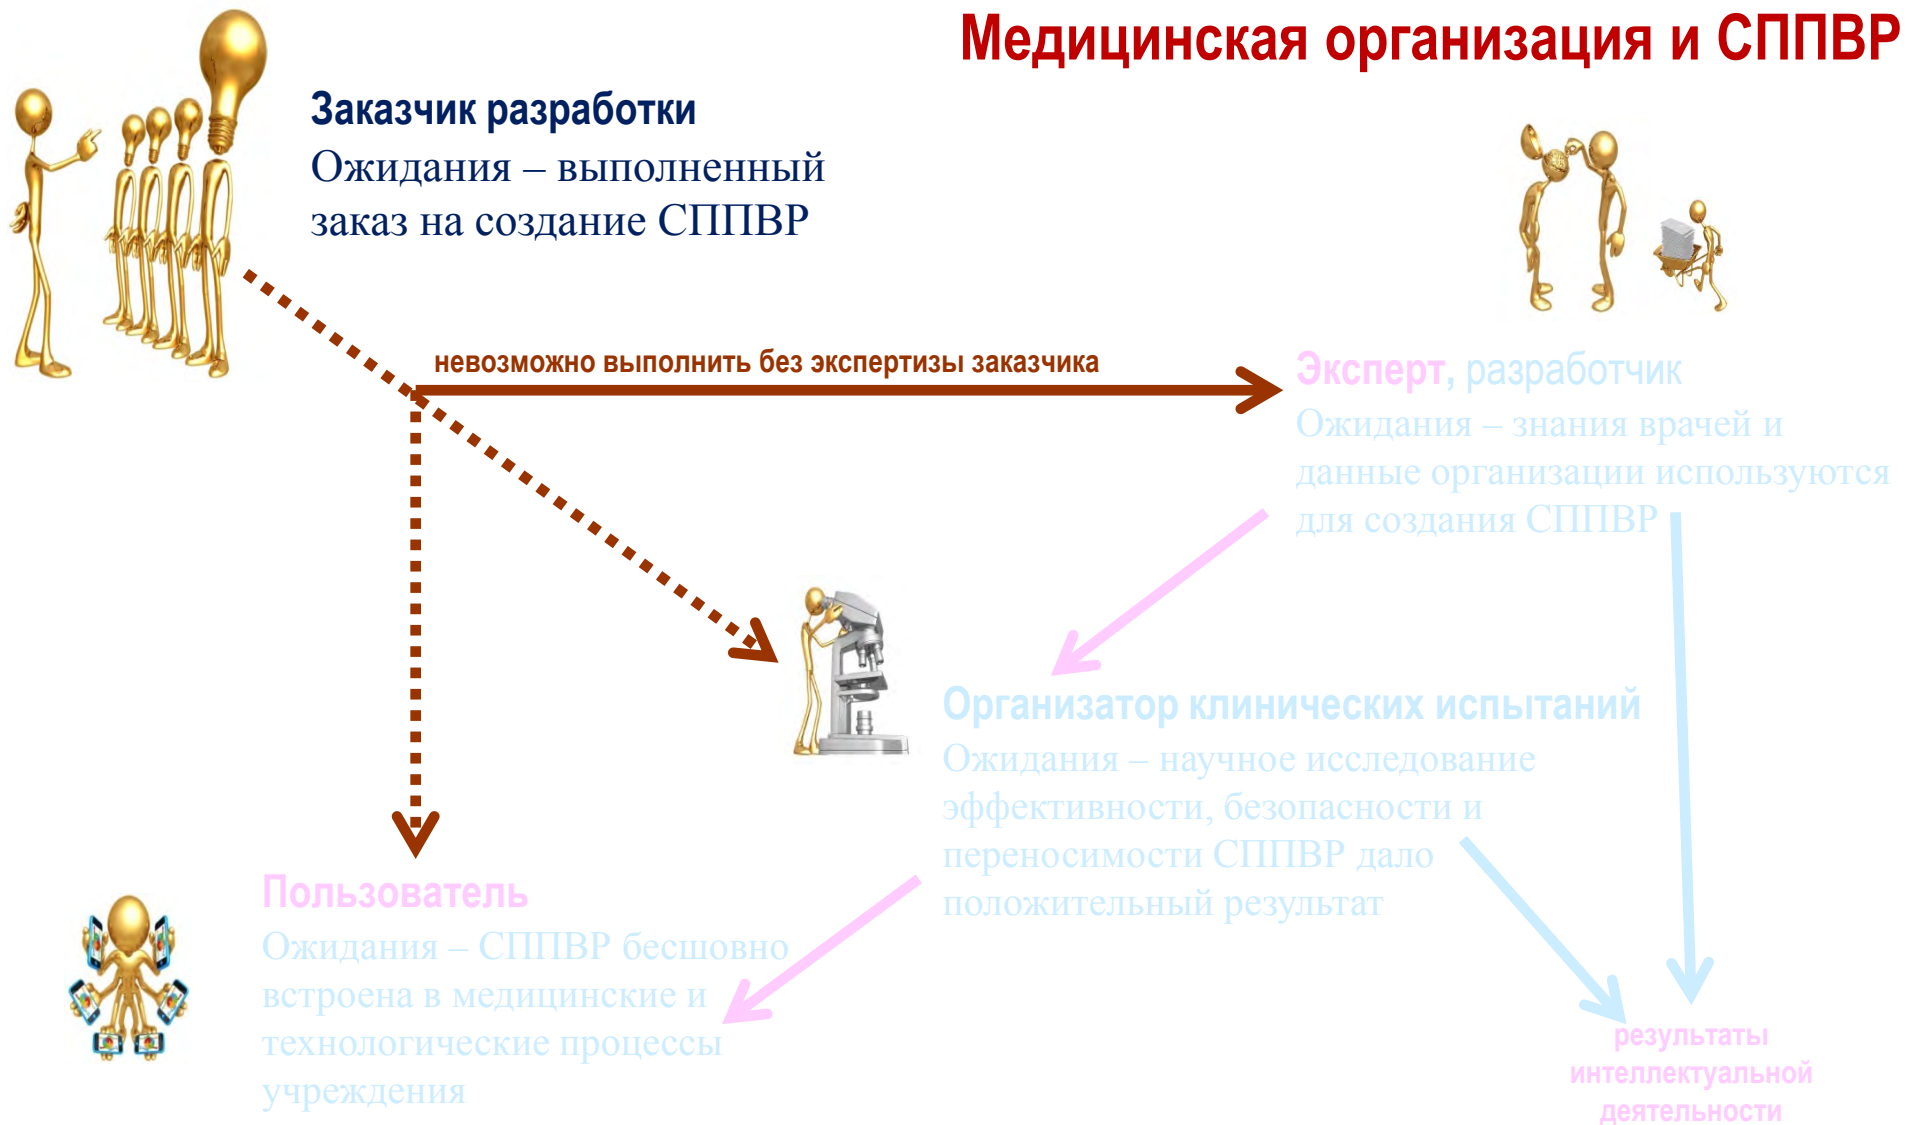 Медицинская организация и СППВР
Заказчик разработки
Ожидания – выполненный
заказ на создание СППВР
невозможно выполнить без экспертизы заказчика
Эксперт, разработчик
Ожидания – знания врачей и
данные организации используются
для создания СППВР
Организатор клинических испытаний
Ожидания – научное исследование
эффективности, безопасности и
переносимости СППВР дало
положительный результат
Пользователь
Ожидания – СППВР бесшовно
встроена в медицинские и
технологические процессы
учреждения
результаты
интеллектуальной
деятельности